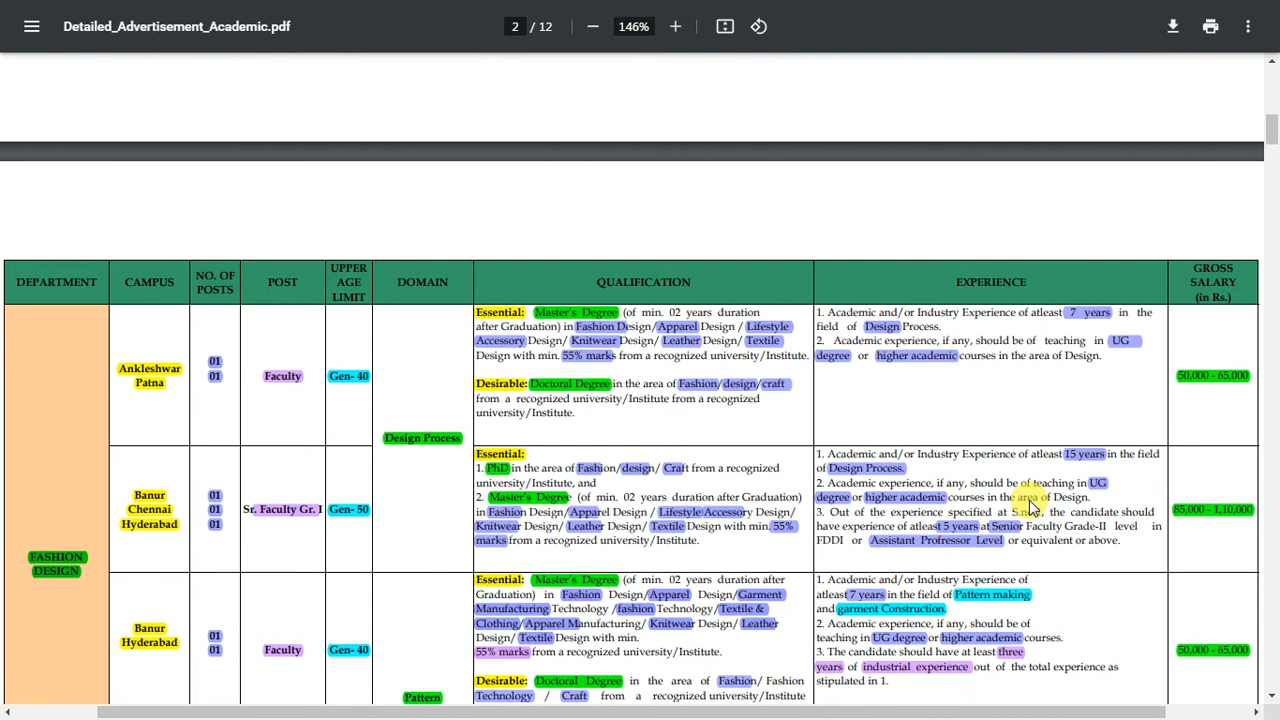 Detailed_Advertisement_Academic.pdf
2 / 12
146%
DEPARTMENT
CAMPUS
NO. OF
POSTS
POST
UPPER
AGE
LIMIT
DOMAIN
QUALIFICATION
EXPERIENCE
GROSS
SALARY
(in Rs.)
FASHION
DESIGN
Ankleshwar
Patna
01
01
Faculty
Gen- 40
Design Process
Essential: Master's Degree (of min. 02 years duration
after Graduation) in Fashion Design/Apparel Design / Lifestyle
Accessory Design/ Knitwear Design/ Leather Design/ Textile
Design with min. 55% marks from a recognized university/Institute.
Desirable: Doctoral Degree in the area of Fashion/design/craft
from a recognized university/Institute from a recognized
university/Institute.
1. Academic and/or Industry Experience of atleast 7 years in the
field of Design Process.
2. Academic experience, if any, should be of teaching in UG
degree or higher academic courses in the area of Design.
50,000 - 65,000
Banur
Chennai
Hyderabad
01
01
01
Sr. Faculty Gr. I
Gen- 50
Essential:
1. PhD in the area of Fashion/design/ Craft from a recognized
university/Institute, and
2. Master's Degree (of min. 02 years duration after Graduation)
in Fashion Design/Apparel Design/ Lifestyle Accessory Design/
Knitwear Design/ Leather Design/ Textile Design with min. 55%
marks from a recognized university/Institute.
1. Academic and/or Industry Experience of atleast 15 years in the field
of Design Process.
2. Academic experience, if any, should be of teaching in UG
degree or higher academic courses in the area of Design.
3. Out of the experience specified at the candidate should
have experience of atleast 5 years at Senior Faculty Grade-II level in
FDDI or Assistant Profressor Level or equivalent or above.
85,000 - 1,10,000
Banur
Hyderabad
01
01
Faculty
Gen- 40
Pattern
Essential: Master's Degree (of min. 02 years duration after
Graduation) in Fashion Design/Apparel Design/Garment
Manufacturing Technology /fashion Technology/Textile &
Clothing/Apparel Manufacturing/ Knitwear Design/ Leather
Design/ Textile Design with min.
55% marks from a recognized university/Institute.
Desirable: Doctoral Degree in the area of Fashion/ Fashion
Technology / Craft from a recognized university/Institute
1. Academic and/or Industry Experience of
atleast 7 years in the field of Pattern making
and garment Construction.
2. Academic experience, if any, should be of
teaching in UG degree or higher academic courses.
3. The candidate should have at least three
years of industrial experience out of the total experience as
stipulated in 1.
50,000 - 65,000